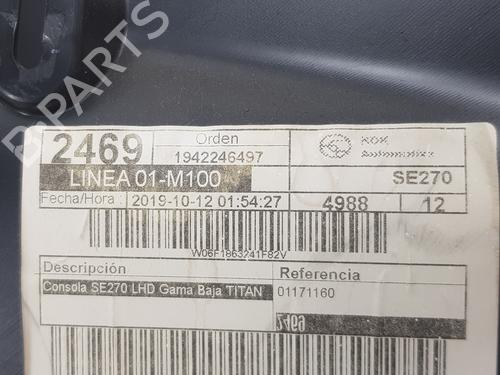 2469
Orden
1942246497
LINEA 01-M100
SE270
Fecha/Hora : 2019-10-12 01:54:27
4988
12
W06F1863241F82V
Descripción
Referencia
Consola SE270 LHD Gama Baja TITAN
01171160
2469
B-PARTS